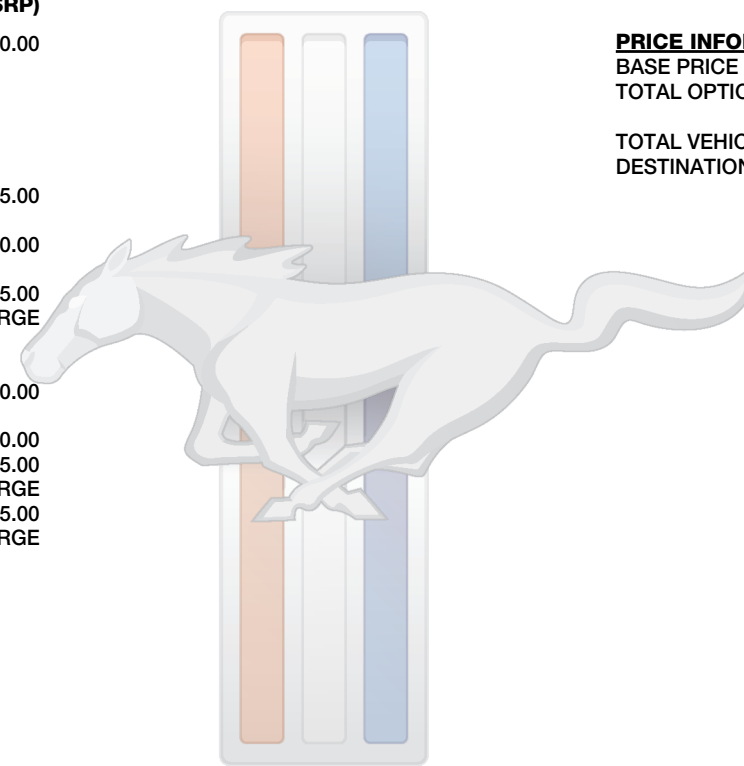 SRP)
0.00
5.00
0.00
5.00
RGE
0.00
0.00
5.00
RGE
5.00
RGE
PRICE INFO
BASE PRICE
TOTAL OPTIO
TOTAL VEHIC
DESTINATION